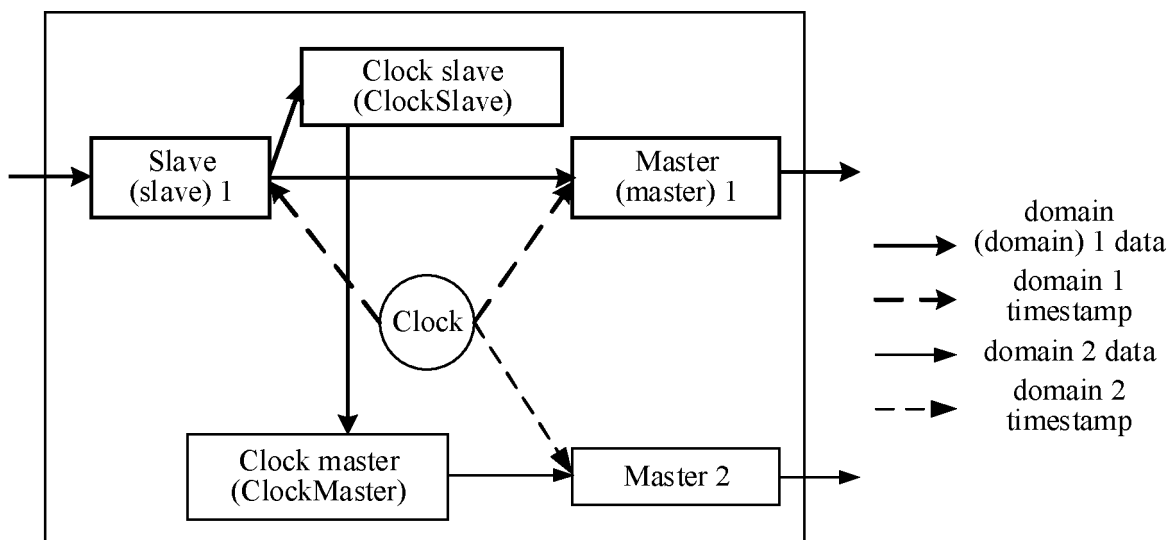 Clock slave
(ClockSlave)
Slave
(slave) 1
Master
(master) 1
Clock
Clock master
(ClockMaster)
Master 2
domain
(domain) 1 data
domain 1
timestamp
domain 2 data
domain 2
timestamp